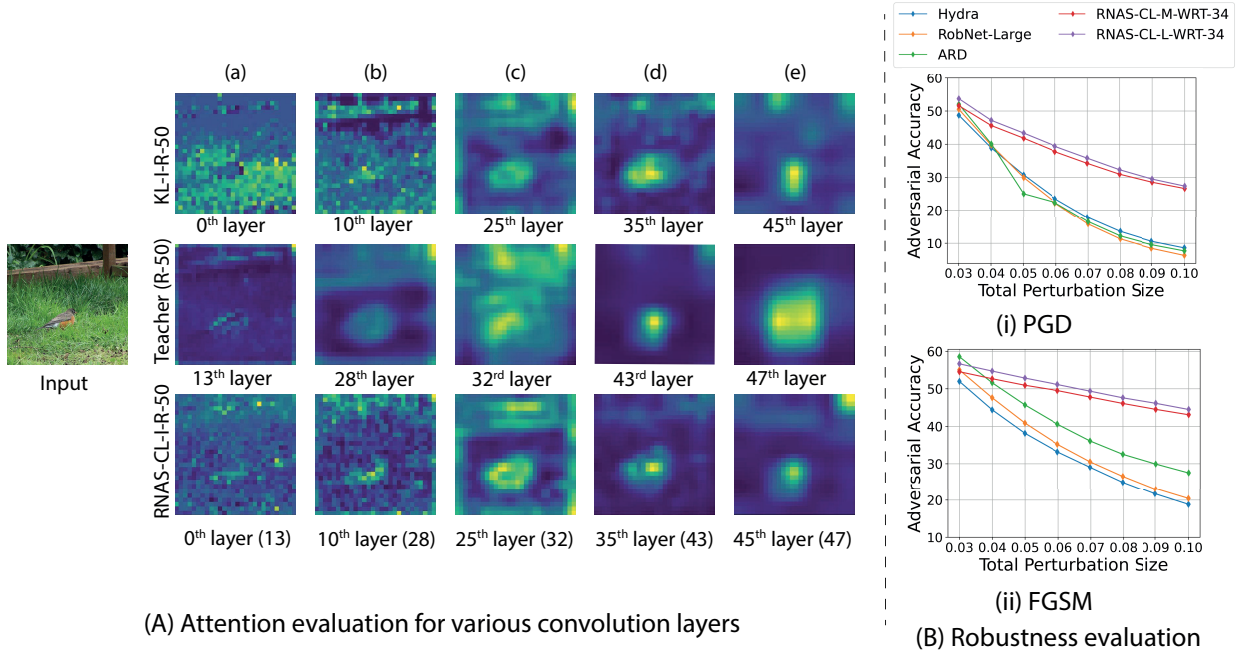 (a) (b) (c) (d) (e)
KL-I-R-50
0th layer 10th layer 25th layer 35th layer 45th layer
Input
Teacher (R-50)
13th layer 28th layer 32rd layer 43rd layer 47th layer
RNAS-CL-I-R-50
0th layer (13) 10th layer (28) 25th layer (32) 35th layer (43) 45th layer (47)
(A) Attention evaluation for various convolution layers
Hydra
RobNet-Large
ARD
RNAS-CL-M-WRT-34
RNAS-CL-L-WRT-34
Adversarial Accuracy
60
50
40
30
20
10
0.03 0.04 0.05 0.06 0.07 0.08 0.09 0.10
Total Perturbation Size
(i) PGD
Adversarial Accuracy
60
50
40
30
20
10
0.03 0.04 0.05 0.06 0.07 0.08 0.09 0.10
Total Perturbation Size
(ii) FGSM
(B) Robustness evaluation